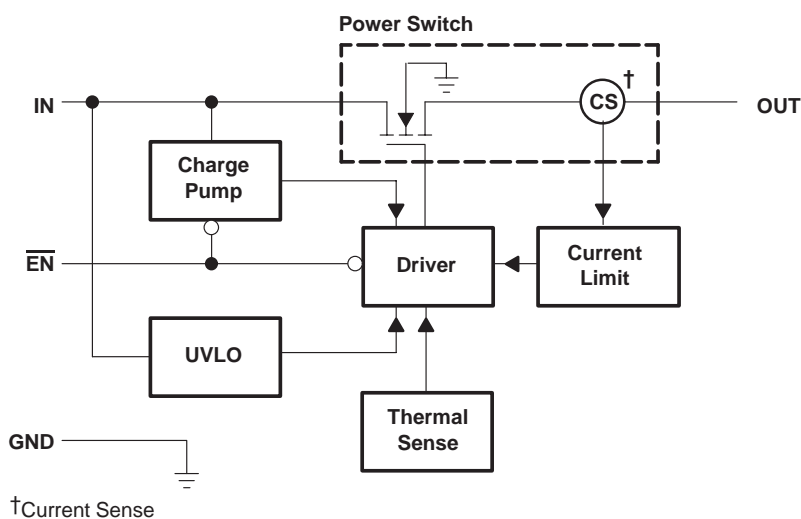 Power Switch
†
IN
CS
OUT
Charge
Pump
EN
Driver
Current
Limit
UVLO
Thermal
Sense
GND
†Current Sense